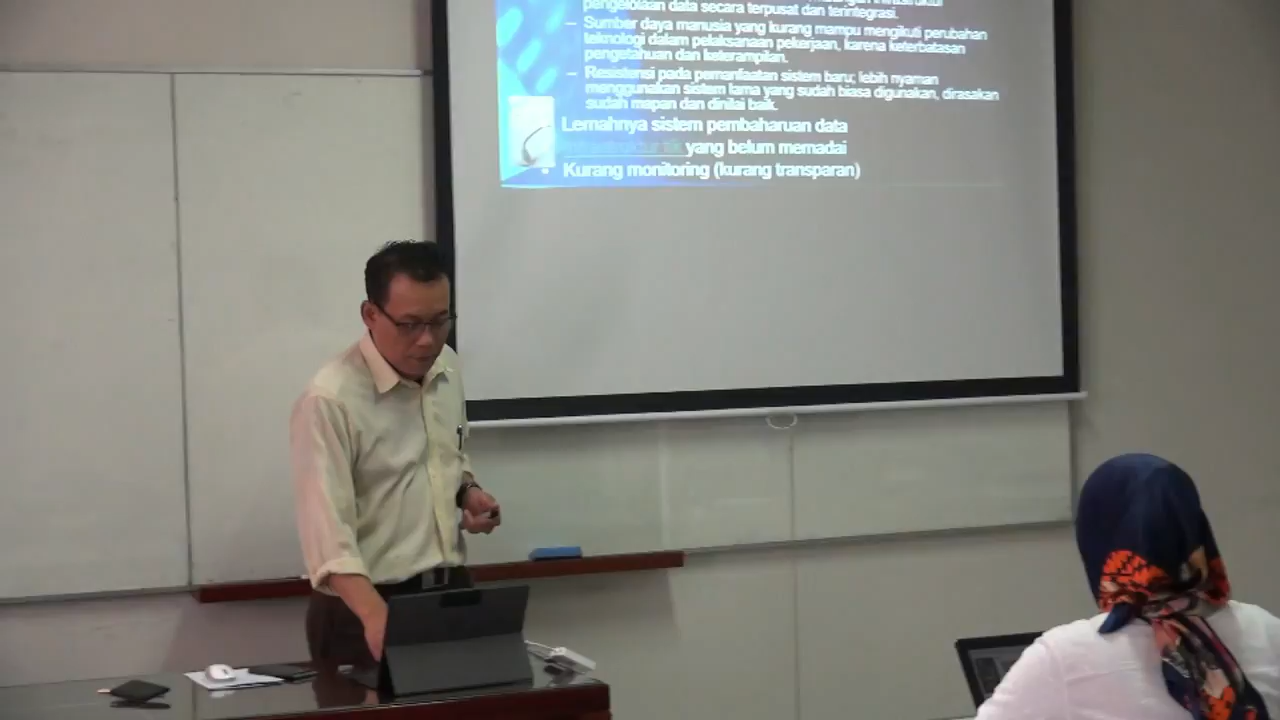 pengelolaan data secara terpusat dan terintegrasi.
– Sumber daya manusia yang kurang mampu mengikuti perubahan
teknologi dalam pelaksanaan pekerjaan, karena keterbatasan
pengetahuan dan keterampilan.
– Resistensi pada pemanfaatan sistem baru; lebih nyaman
menggunakan sistem lama yang sudah biasa digunakan, dirasakan
sudah mapan dan dinilai baik.
Lemahnya sistem pembaharuan data
yang belum memadai
• Kurang monitoring (kurang transparan)